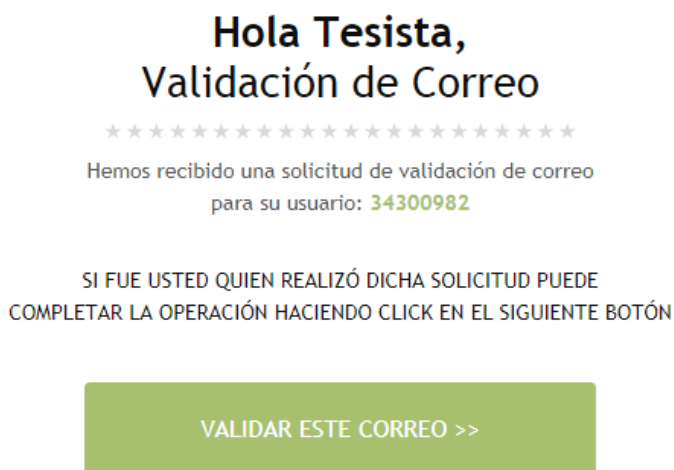 Hola Tesista,
Validación de Correo
Hemos recibido una solicitud de validación de correo
para su usuario: 34300982
SI FUE USTED QUIEN REALIZÓ DICHA SOLICITUD PUEDE
COMPLETAR LA OPERACIÓN HACIENDO CLICK EN EL SIGUIENTE BOTÓN
VALIDAR ESTE CORREO >>